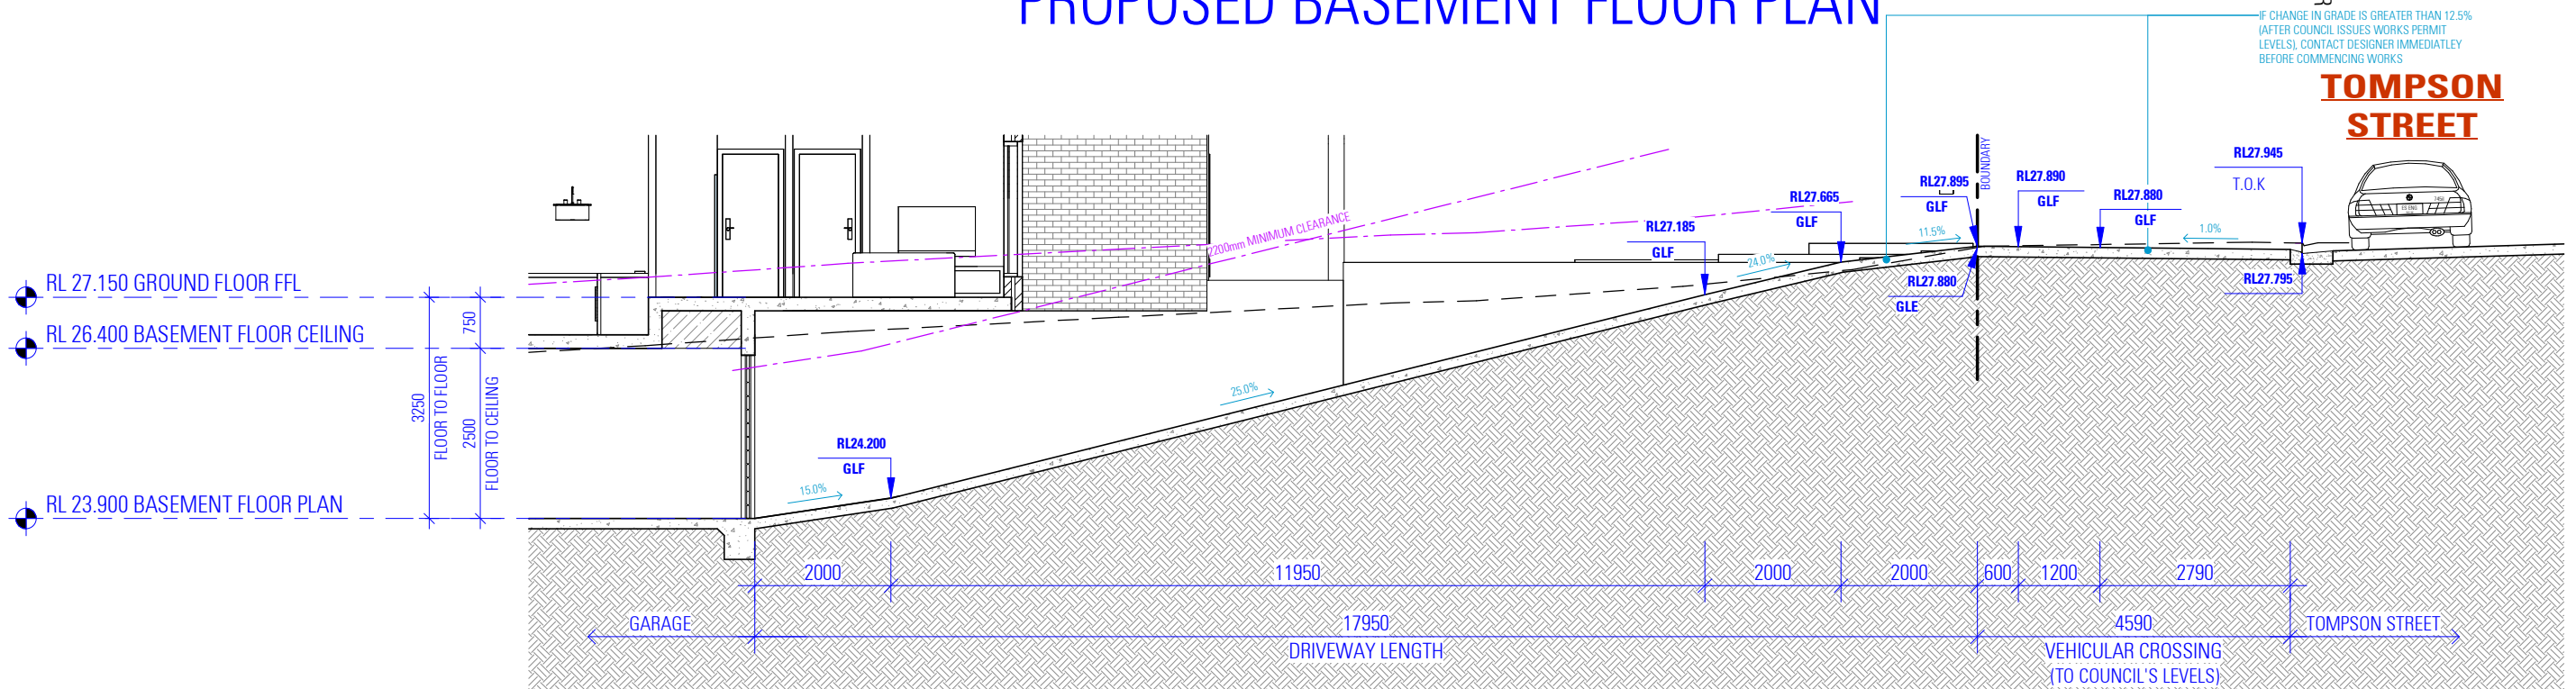 PROPOSED BASEMENT FLOOR PLAN
IF CHANGE IN GRADE IS GREATER THAN 12.5%
(AFTER COUNCIL ISSUES WORKS PERMIT
LEVELS), CONTACT DESIGNER IMMEDIATLEY
BEFORE COMMENCING WORKS
TOMPSON
STREET
BOUNDARY
RL27.945
T.O.K
RL27.895
GLF
RL27.890
GLF
RL27.880
GLF
RL27.665
GLF
RL27.185
GLF
2200mm MINIMUM CLEARANCE
11.5%
1.0%
24.0%
RL27.880
GLE
RL27.795
RL 27.150 GROUND FLOOR FFL
750
RL 26.400 BASEMENT FLOOR CEILING
3250
FLOOR TO FLOOR
2500
FLOOR TO CEILING
25.0%
RL24.200
GLF
15.0%
RL 23.900 BASEMENT FLOOR PLAN
2000
11950
2000
2000
600
1200
2790
GARAGE
17950
DRIVEWAY LENGTH
4590
VEHICULAR CROSSING
(TO COUNCIL'S LEVELS)
TOMPSON STREET